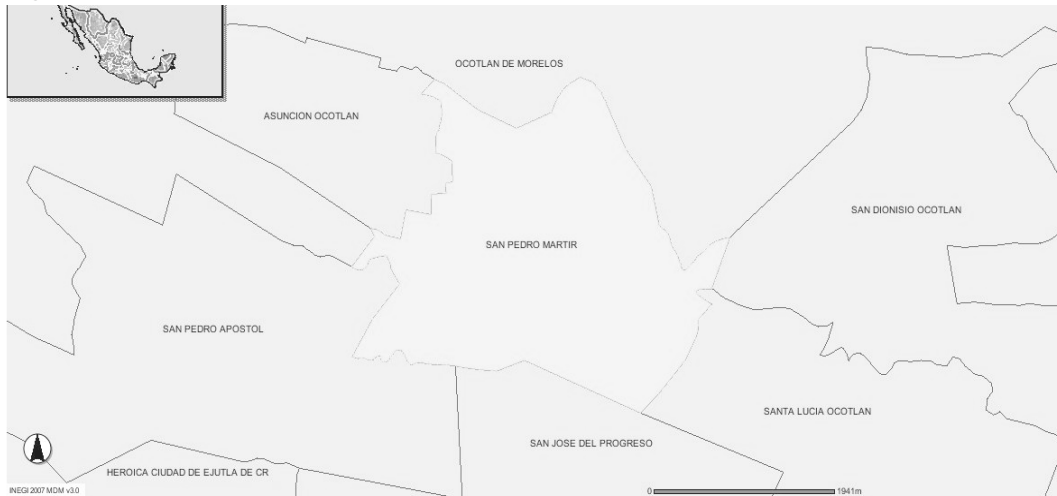 OCOTLAN DE MORELOS
ASUNCION OCOTLAN
SAN DIONISIO OCOTLAN
SAN PEDRO MARTIR
SAN PEDRO APOSTOL
SANTA LUCIA OCOTLAN
SAN JOSE DEL PROGRESO
HEROICA CIUDAD DE EJUTLA DE CR
INEGI 2007 MDM v3.0
0 1941m